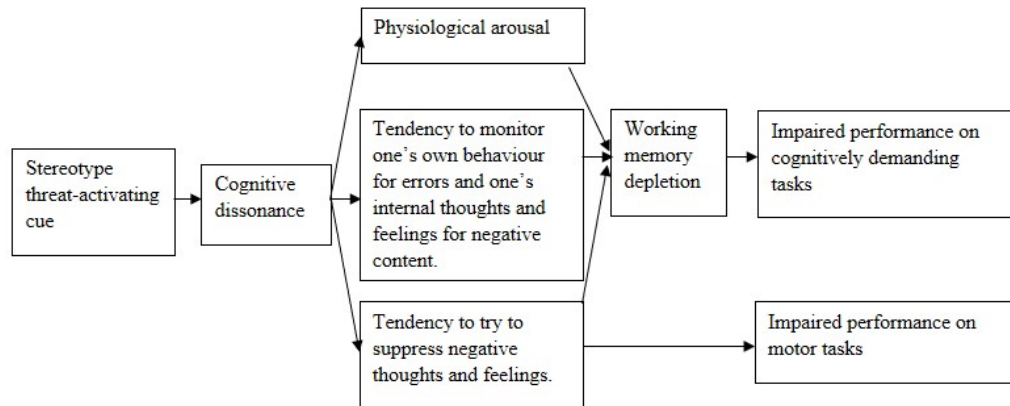 Physiological arousal
Stereotype
threat-activating
cue
Cognitive
dissonance
Tendency to monitor
one’s own behaviour
for errors and one’s
internal thoughts and
feelings for negative
content.
Working
memory
depletion
Impaired performance on
cognitively demanding
tasks
Tendency to try to
suppress negative
thoughts and feelings.
Impaired performance on
motor tasks